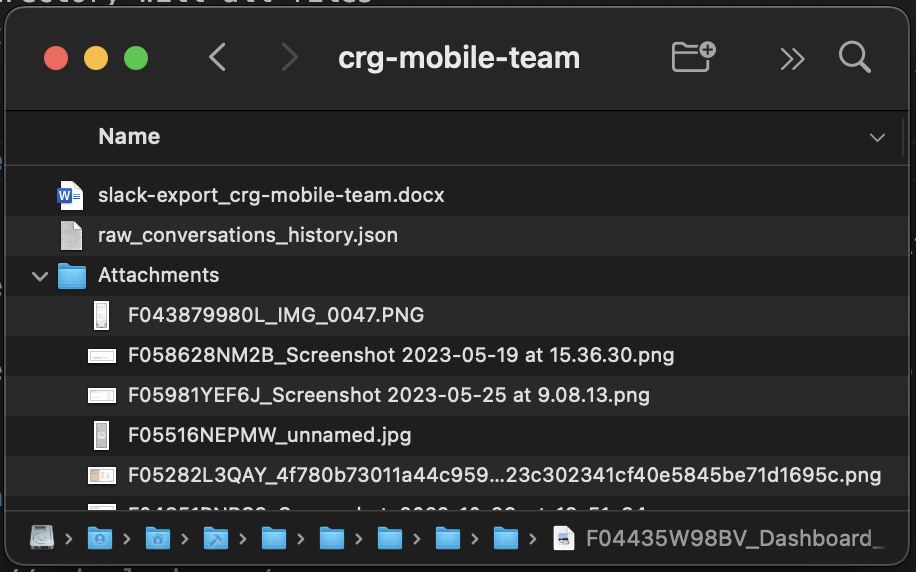 crg-mobile-team
Name
slack-export_crg-mobile-team.docx
raw_conversations_history.json
Attachments
F043879980L_IMG_0047.PNG
F058628NM2B_Screenshot 2023-05-19 at 15.36.30.png
F05981YEF6J_Screenshot 2023-05-25 at 9.08.13.png
F05516NEPMW_unnamed.jpg
F05282L3QAY_4f780b73011a44c959...23c302341cf40e5845be71d1695c.png
F04435W98BV_Dashboard_